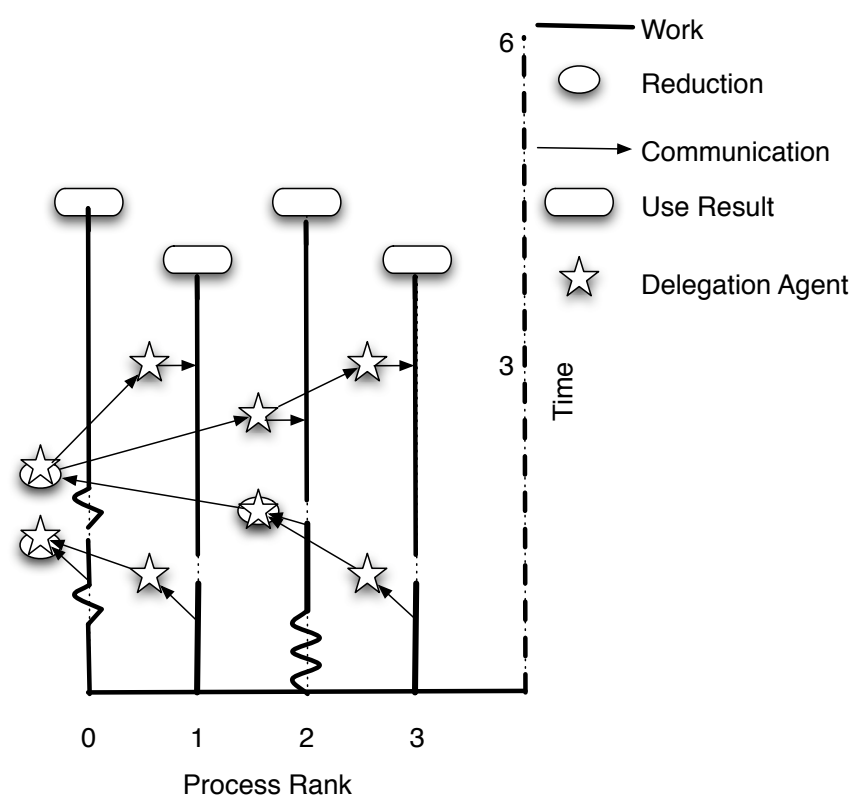 6
Work
Reduction
Communication
Use Result
Delegation Agent
3
Time
0 1 2 3
Process Rank